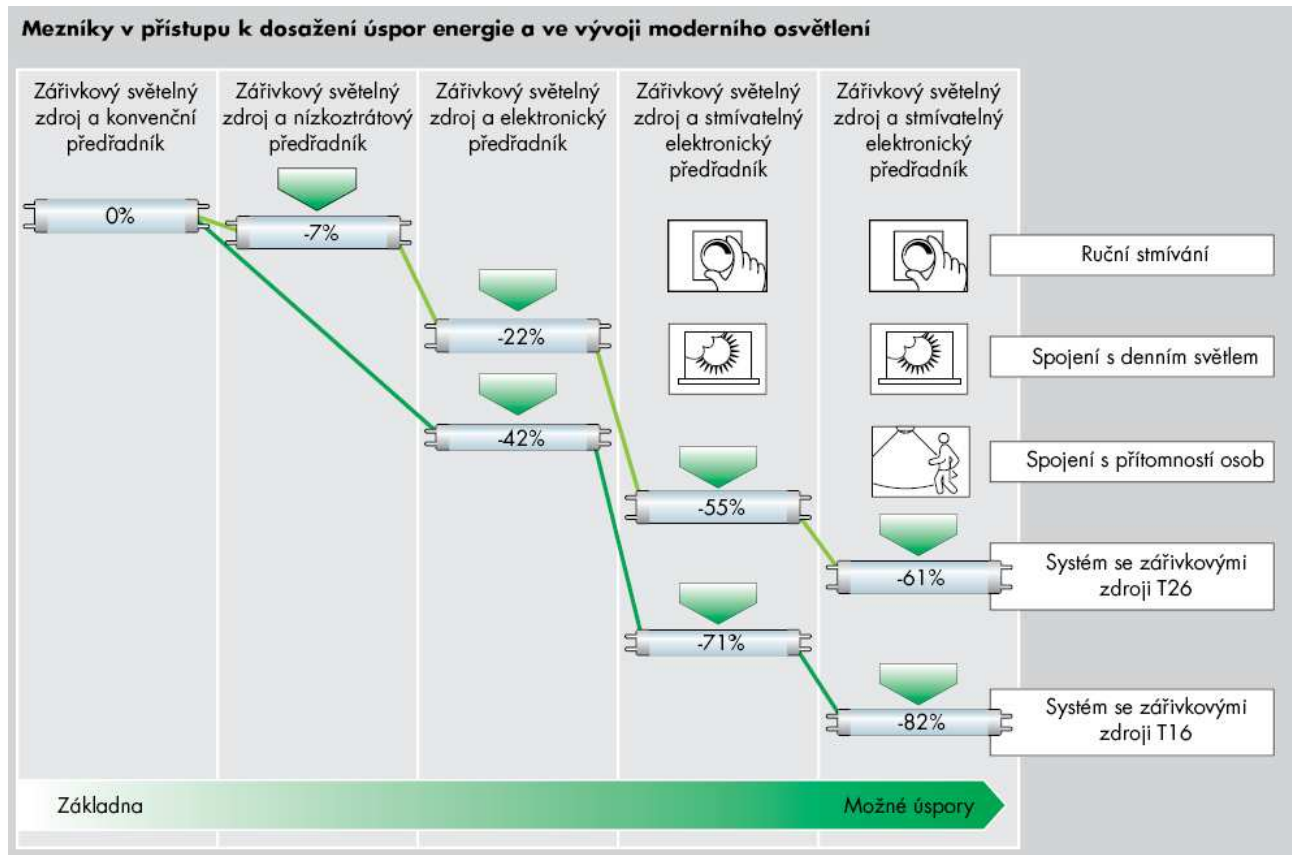 Mezníky v přístupu k dosažení úspor energie a ve vývoji moderního osvětlení
Zářivkový světelný
zdroj a konvenční
předřadník
Zářivkový světelný
zdroj a nízkoztrátový
předřadník
Zářivkový světelný
zdroj a elektronický
předřadník
Zářivkový světelný
zdroj a stmívatelný
elektronický
předřadník
Zářivkový světelný
zdroj a stmívatelný
elektronický
předřadník
0%
-7%
-22%
-42%
-55%
-71%
-61%
-82%
Ruční stmívání
Spojení s denním světlem
Spojení s přítomností osob
Systém se zářivkovými
zdroji T26
Systém se zářivkovými
zdroji T16
Základna
Možné úspory